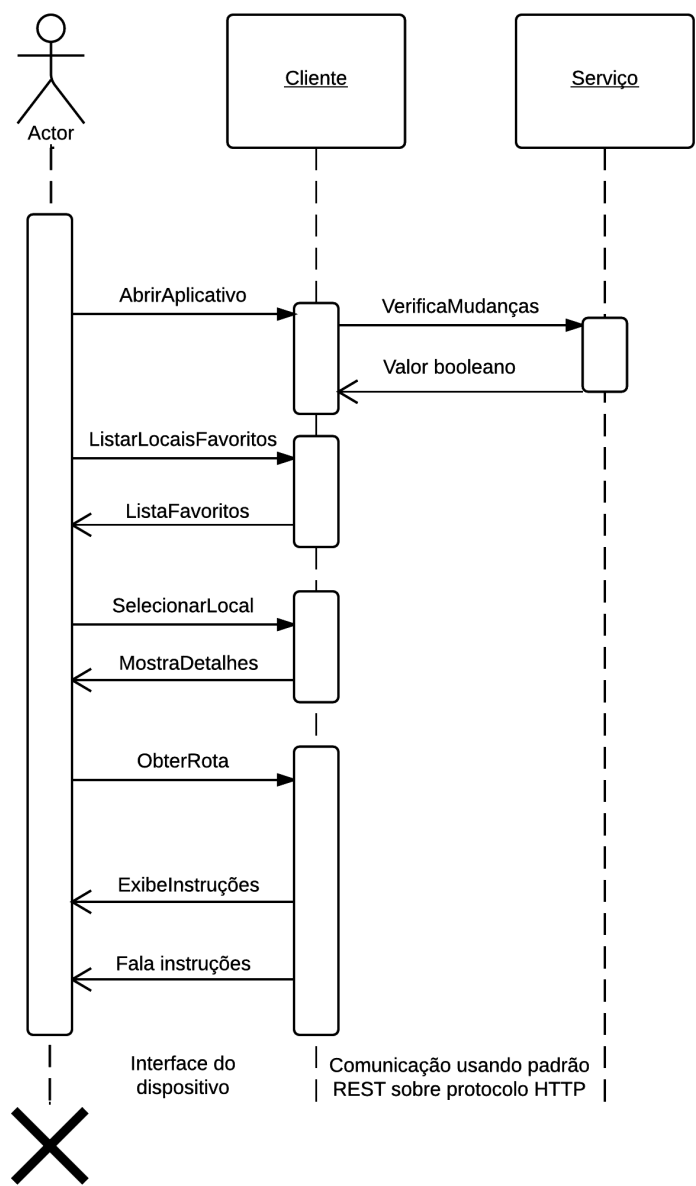 Actor
Cliente
Serviço
AbrirAplicativo
VerificaMudanças
Valor booleano
ListarLocaisFavoritos
ListaFavoritos
SelecionarLocal
MostraDetalhes
ObterRota
ExibeInstruções
Fala instruções
Interface do
dispositivo
Comunicação usando padrão
REST sobre protocolo HTTP